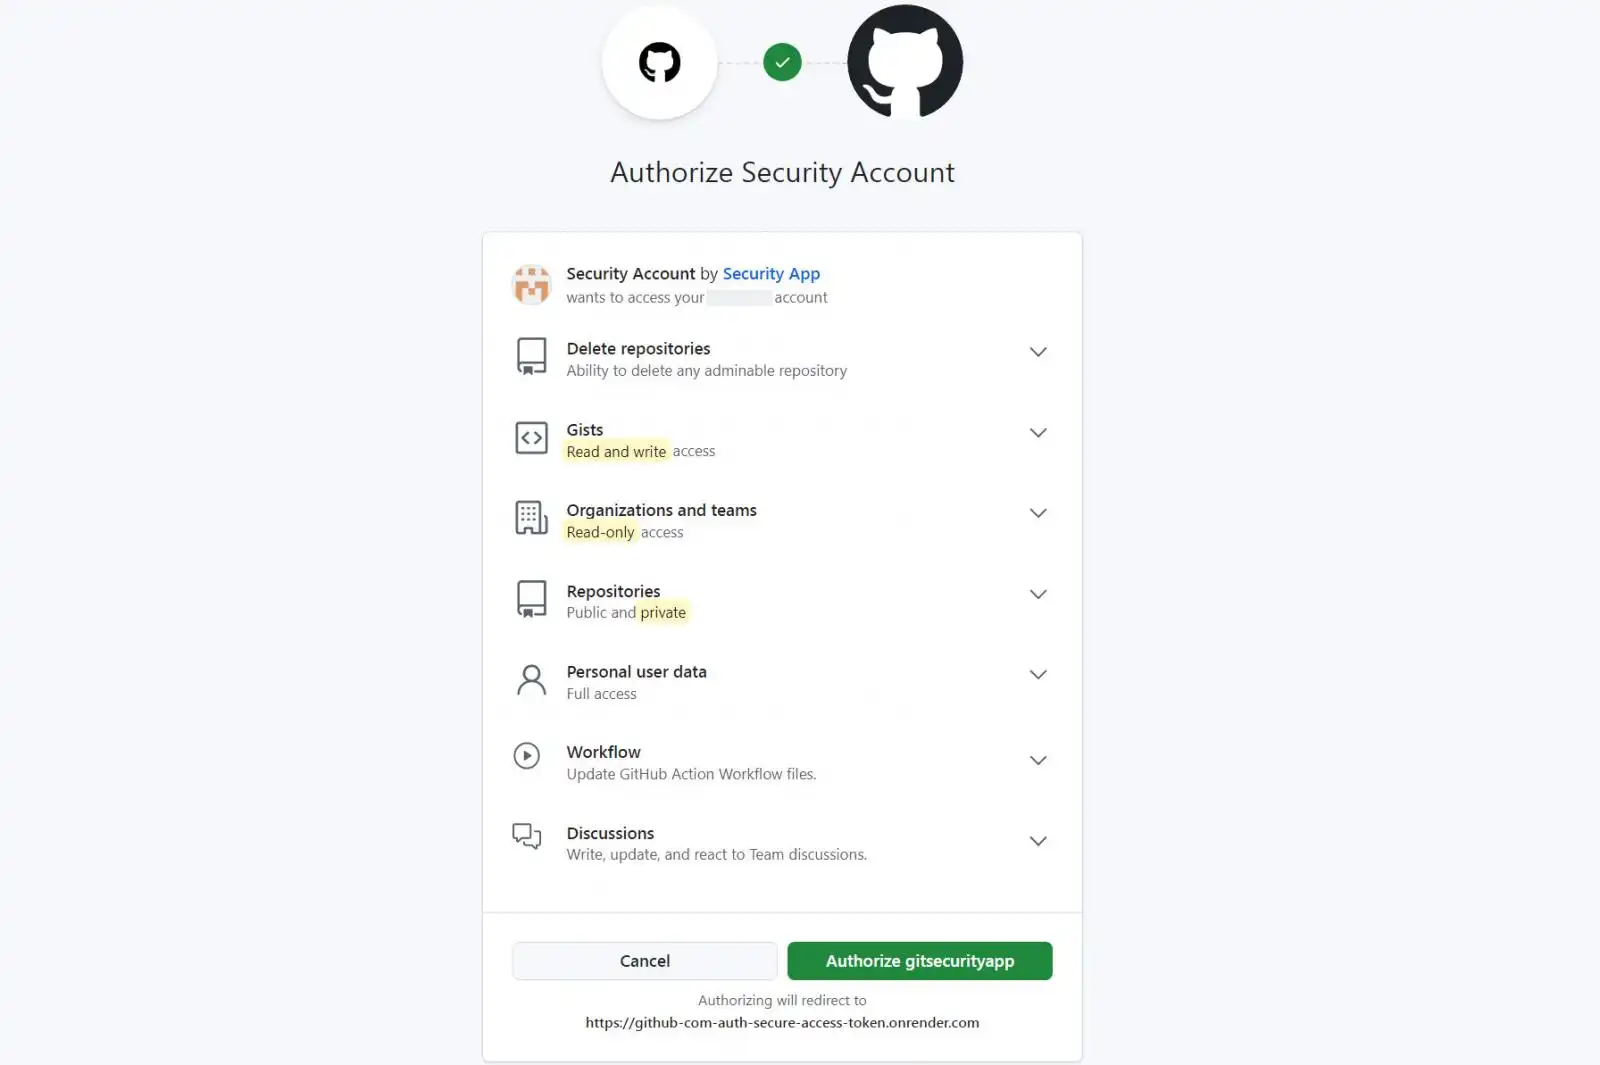 Authorize Security Account
Security Account by Security App
wants to access your account
Delete repositories
Ability to delete any adminable repository
Gists
Read and write access
Organizations and teams
Read-only access
Repositories
Public and private
Personal user data
Full access
Workflow
Update GitHub Action Workflow files.
Discussions
Write, update, and react to Team discussions.
Cancel
Authorize gitsecurityapp
Authorizing will redirect to
https://github-com-auth-secure-access-token.onrender.com